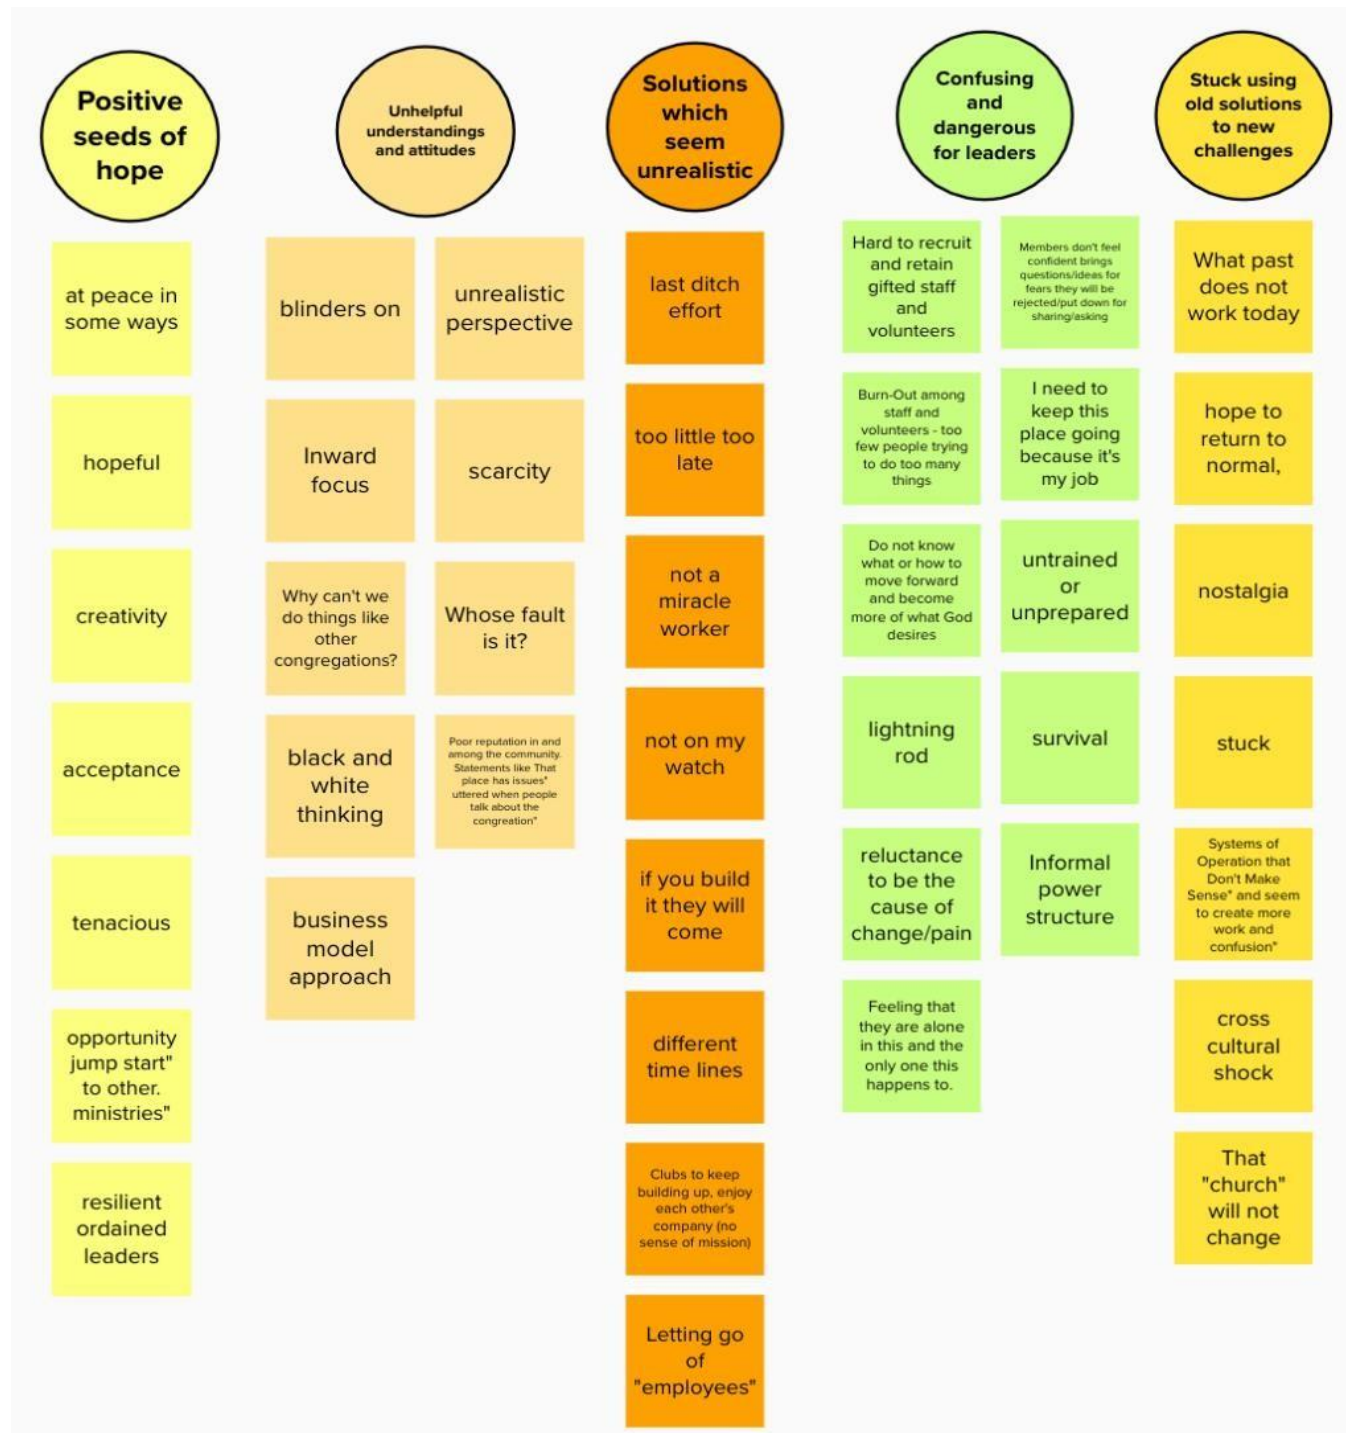 Positive
seeds of
hope
at peace in
some ways
hopeful
creativity
acceptance
tenacious
opportunity
jump start"
to other.
ministries"
resilient
ordained
leaders
Unhelpful
understandings
and attitudes
blinders on
unrealistic
perspective
Inward
focus
scarcity
Why can't we
do things like
other
congregations?
Whose fault
is it?
black and
white
thinking
Poor reputation in and
among the community.
Statements like That
place has issues"
uttered when people
talk about the
congreation"
business
model
approach
Solutions
which
seem
unrealistic
last ditch
effort
too little too
late
not a
miracle
worker
not on my
watch
if you build
it they will
come
different
time lines
Clubs to keep
building up, enjoy
each other's
company (no
sense of mission)
Letting go
of
"employees"
Confusing
and
dangerous
for leaders
Hard to recruit
and retain
gifted staff
and
volunteers
Members don't feel
confident brings
questions/ideas for
fears they will be
rejected/put down for
sharing/asking
Burn-Out among
staff and
volunteers - too
few people trying
to do too many
things
I need to
keep this
place going
because it's
my job
Do not know
what or how to
move forward
and become
more of what God
desires
untrained
or
unprepared
lightning
rod
survival
reluctance
to be the
cause of
change/pain
Informal
power
structure
Feeling that
they are alone
in this and the
only one this
happens to.
Stuck using
old solutions
to new
challenges
What past
does not
work today
hope to
return to
normal,
nostalgia
stuck
Systems of
Operation that
Don't Make
Sense" and seem
to create more
work and
confusion"
cross
cultural
shock
That
"church"
will not
change